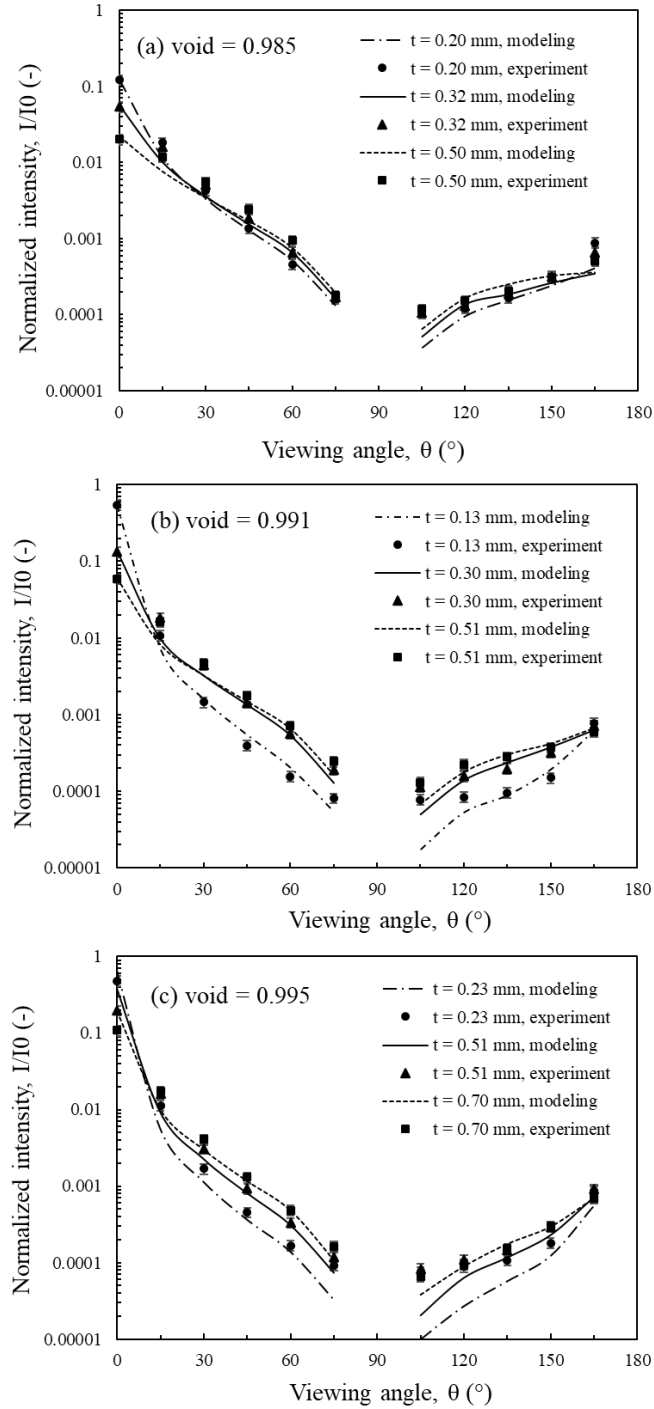 1
(a) void = 0.985
t = 0.20 mm, modeling
t = 0.20 mm, experiment
t = 0.32 mm, modeling
t = 0.32 mm, experiment
t = 0.50 mm, modeling
t = 0.50 mm, experiment
0.1
0.01
0.001
0.0001
0.00001
Normalized intensity, I/I0 (-)
0 30 60 90 120 150 180
Viewing angle, θ (°)
1
(b) void = 0.991
t = 0.13 mm, modeling
t = 0.13 mm, experiment
t = 0.30 mm, modeling
t = 0.30 mm, experiment
t = 0.51 mm, modeling
t = 0.51 mm, experiment
0.1
0.01
0.001
0.0001
0.00001
Normalized intensity, I/I0 (-)
0 30 60 90 120 150 180
Viewing angle, θ (°)
1
(c) void = 0.995
t = 0.23 mm, modeling
t = 0.23 mm, experiment
t = 0.51 mm, modeling
t = 0.51 mm, experiment
t = 0.70 mm, modeling
t = 0.70 mm, experiment
0.1
0.01
0.001
0.0001
0.00001
Normalized intensity, I/I0 (-)
0 30 60 90 120 150 180
Viewing angle, θ (°)